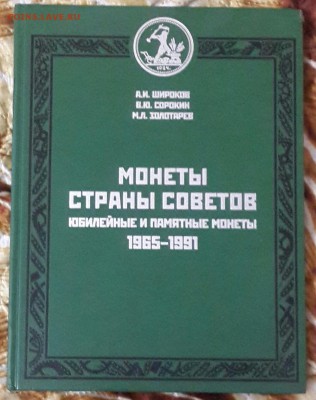 А.И. ШИРОКОВ
В.Ю. СОРОКИН
М.Л. ЗОЛОТАРЕВ
МОНЕТЫ
СТРАНЫ СОВЕТОВ
ЮБИЛЕЙНЫЕ И ПАМЯТНЫЕ МОНЕТЫ
1965–1991